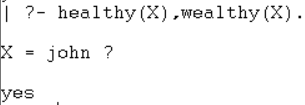 | ?- healthy(X),wealthy(X).
X = john ?
yes